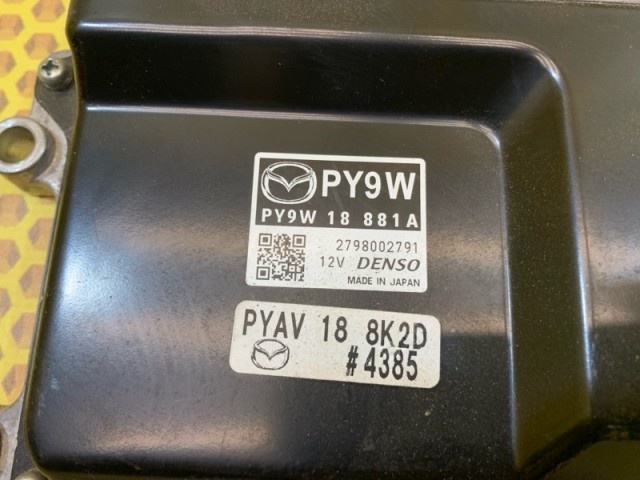 PY9W
PY9W 18 881A
2798002791
12V DENSO
MADE IN JAPAN
PYAV 18 8K2D
#4385